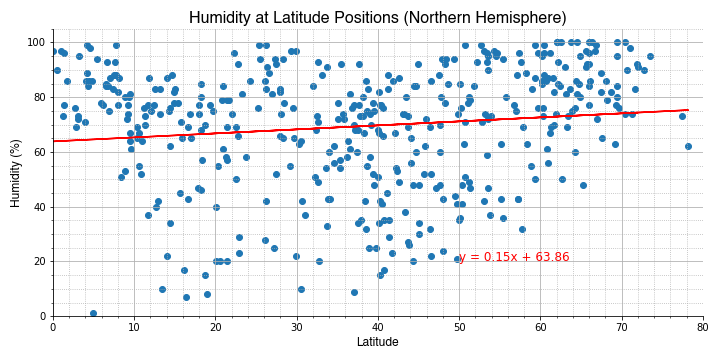 Humidity at Latitude Positions (Northern Hemisphere)
100
80
60
40
20
0
Humidity (%)
y = 0.15x + 63.86
0 10 20 30 40 50 60 70 80
Latitude